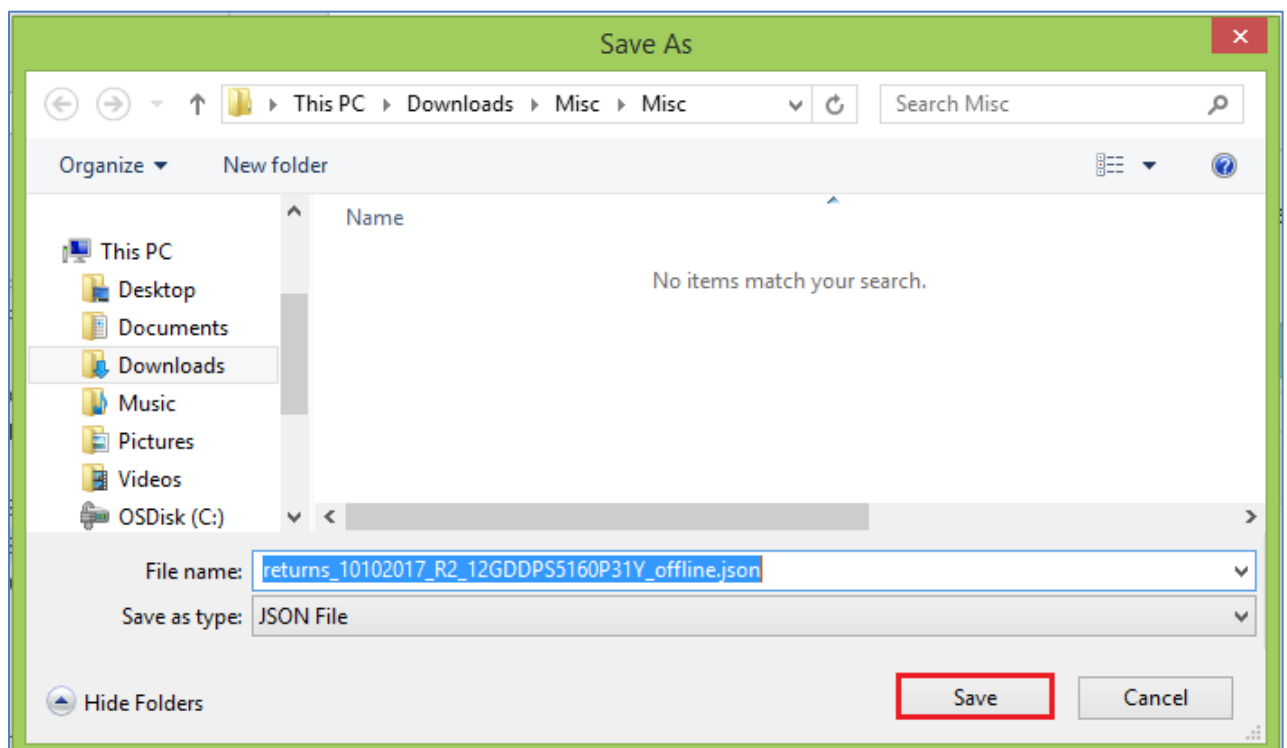 Save As
This PC Downloads Misc Misc Search Misc
Organize New folder
Name
No items match your search.
This PC
Desktop
Documents
Downloads
Music
Pictures
Videos
OSDisk (C:)
File name: returns_10102017_R2_12GDDPS5160P31Y_offline.json
Save as type: JSON File
Hide Folders Save Cancel